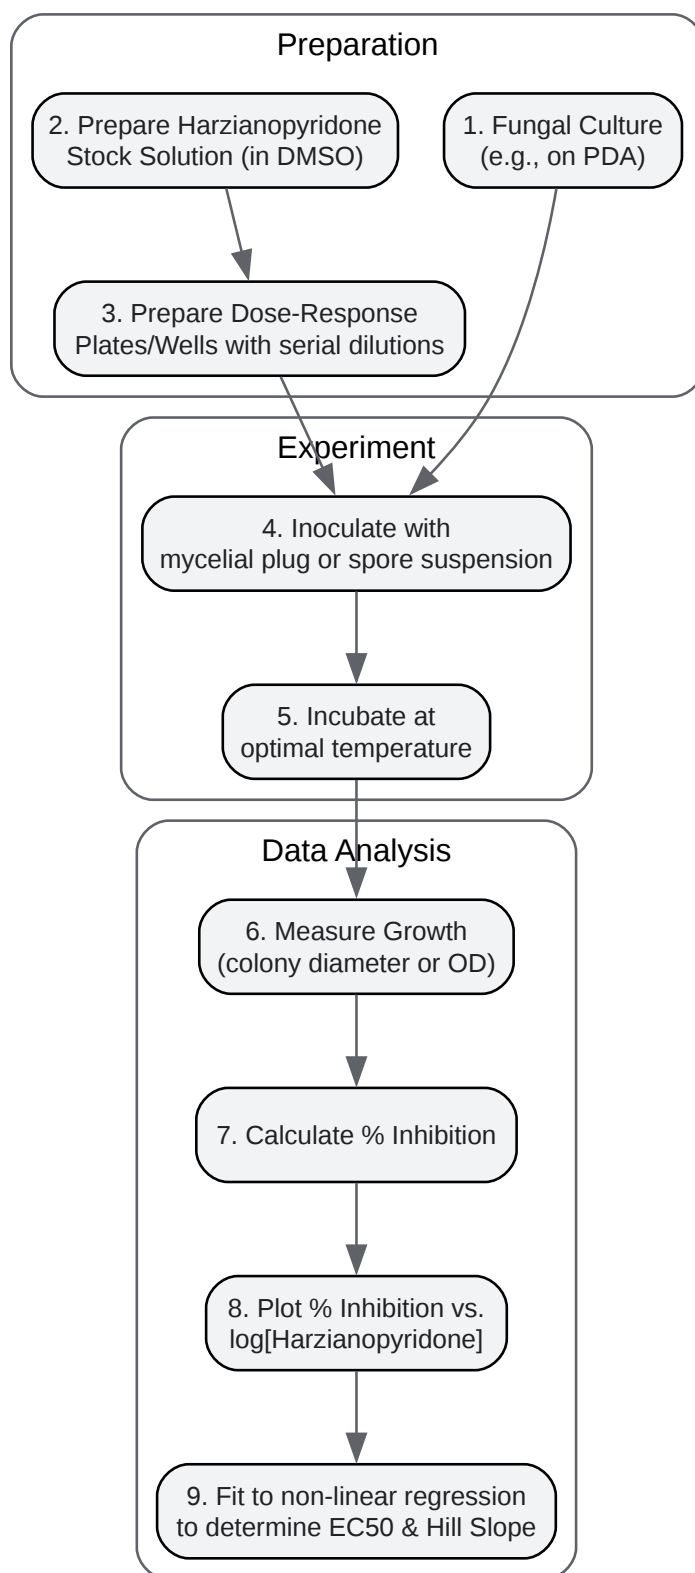 Preparation
2. Prepare Harzianopyridone
Stock Solution (in DMSO)
1. Fungal Culture
(e.g., on PDA)
3. Prepare Dose-Response
Plates/Wells with serial dilutions
Experiment
4. Inoculate with
mycelial plug or spore suspension
5. Incubate at
optimal temperature
Data Analysis
6. Measure Growth
(colony diameter or OD)
7. Calculate % Inhibition
8. Plot % Inhibition vs.
log[Harzianopyridone]
9. Fit to non-linear regression
to determine EC50 & Hill Slope